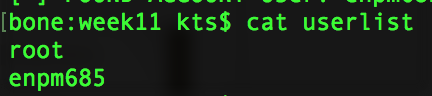 [bone:week11 kts$ cat userlist
root
enpm685